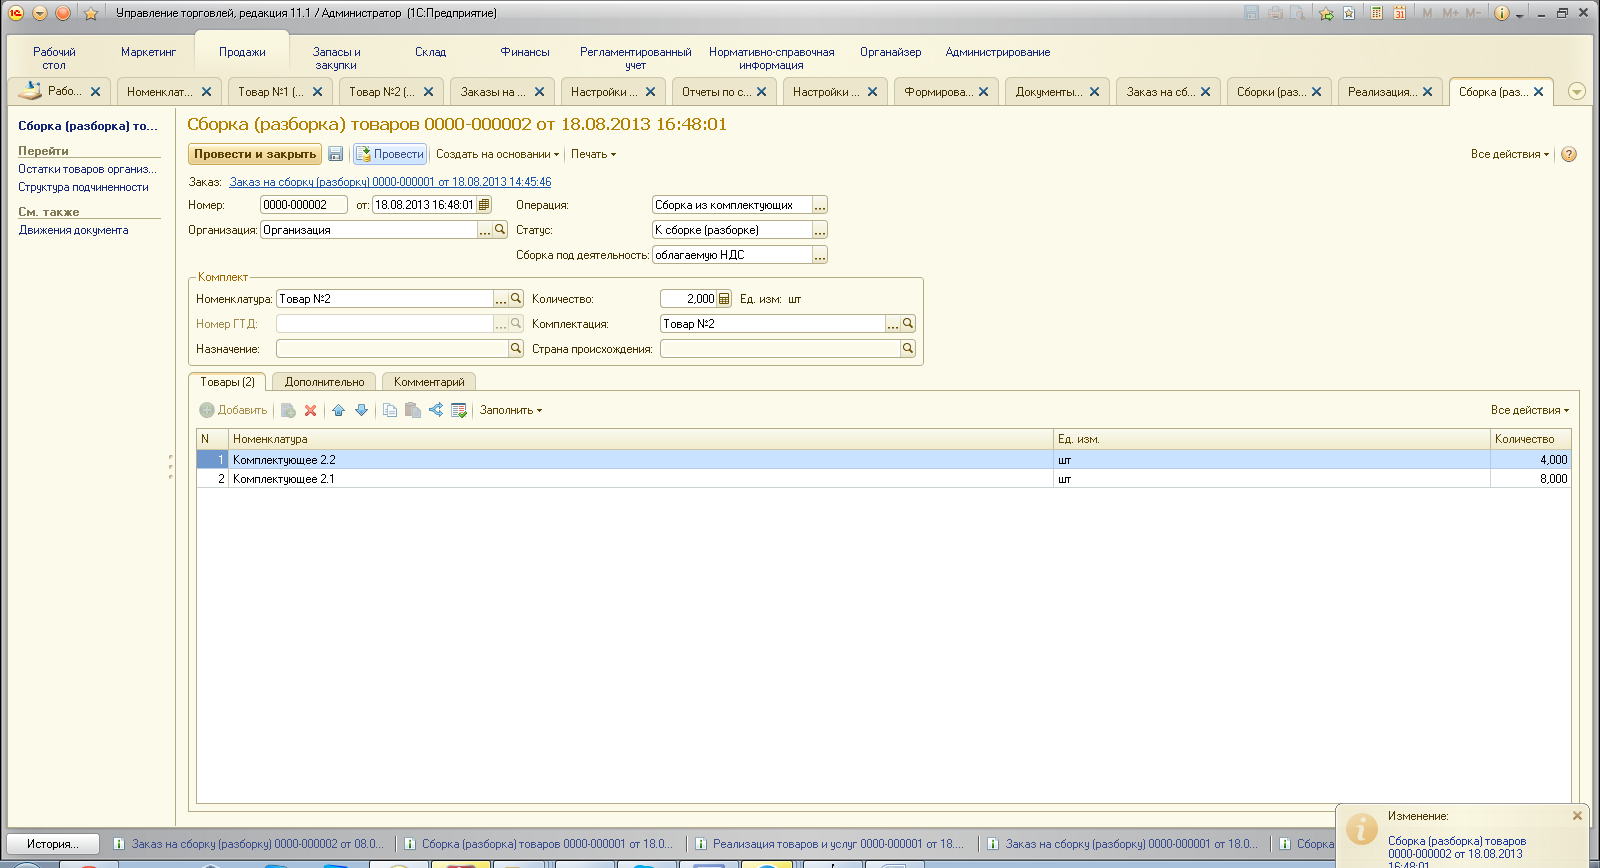 Управление торговлей, редакция 11.1 / Администратор (1С:Предприятие)
M M+ M-
Рабочий стол
Маркетинг
Продажи
Запасы и закупки
Склад
Финансы
Регламентированный учет
Нормативно-справочная информация
Органайзер
Администрирование
Рабо...
Номенклат...
Товар №1 (...
Товар №2 (...
Заказы на ...
Настройки ...
Отчеты по с...
Настройки ...
Формирова...
Документы...
Заказ на сб...
Сборки (раз...
Реализация...
Сборка (раз...
Сборка (разборка) то...
Перейти
Остатки товаров организ...
Структура подчиненности
См. также
Движения документа
Сборка (разборка) товаров 0000-000002 от 18.08.2013 16:48:01
Провести и закрыть
Провести
Создать на основании
Печать
Все действия
Заказ: Заказ на сборку (разборку) 0000-000001 от 18.08.2013 14:45:46
Номер: 0000-000002 от: 18.08.2013 16:48:01 Операция: Сборка из комплектующих ...
Организация: Организация ... Статус: К сборке (разборке) ...
Сборка под деятельность: облагаемую НДС ...
Комплект
Номенклатура: Товар №2 ... Количество: 2,000 Ед. изм: шт
Номер ГТД: ... Комплектация: Товар №2 ...
Назначение: Страна происхождения:
Товары (2) Дополнительно Комментарий
Добавить Заполнить Все действия
N Номенклатура Ед. изм. Количество
1 Комплектующее 2.2 шт 4,000
2 Комплектующее 2.1 шт 8,000
История...
Заказ на сборку (разборку) 0000-000002 от 08.0...
Сборка (разборка) товаров 0000-000001 от 18.0...
Реализация товаров и услуг 0000-000001 от 18....
Заказ на сборку (разборку) 0000-000001 от 18.0...
Сборка
Изменение:
Сборка (разборка) товаров
0000-000002 от 18.08.2013
16:48:01